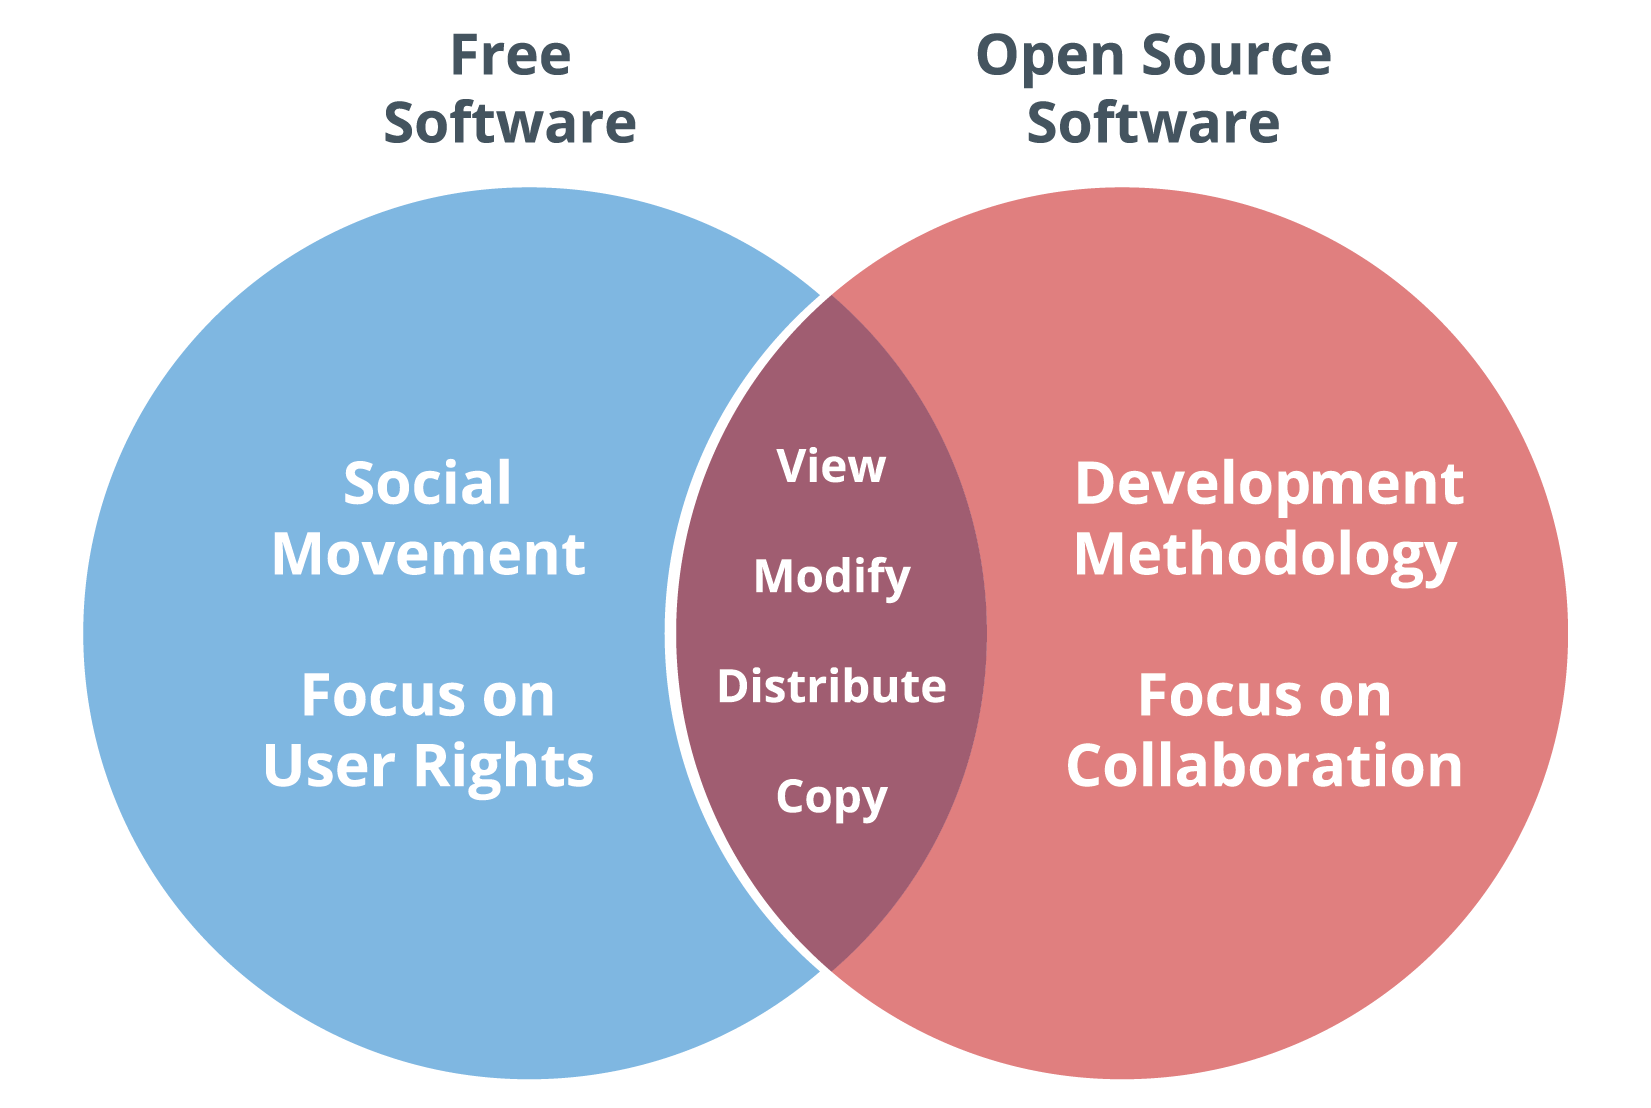 Free
Software
Open Source
Software
Social
Movement
Focus on
User Rights
View
Modify
Distribute
Copy
Development
Methodology
Focus on
Collaboration